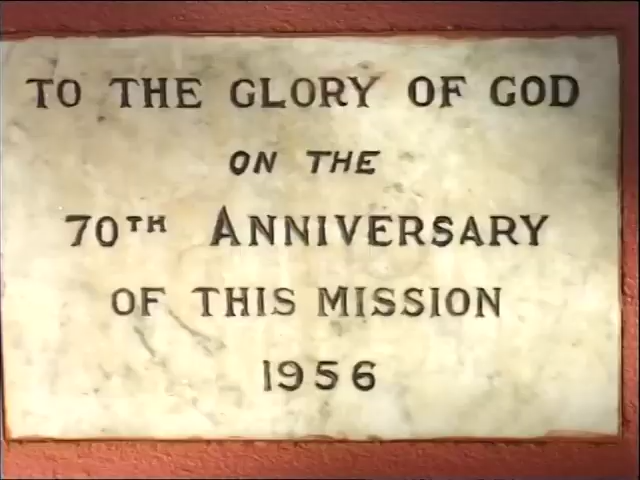 TO THE GLORY OF GOD
ON THE
70TH ANNIVERSARY
OF THIS MISSION
1956